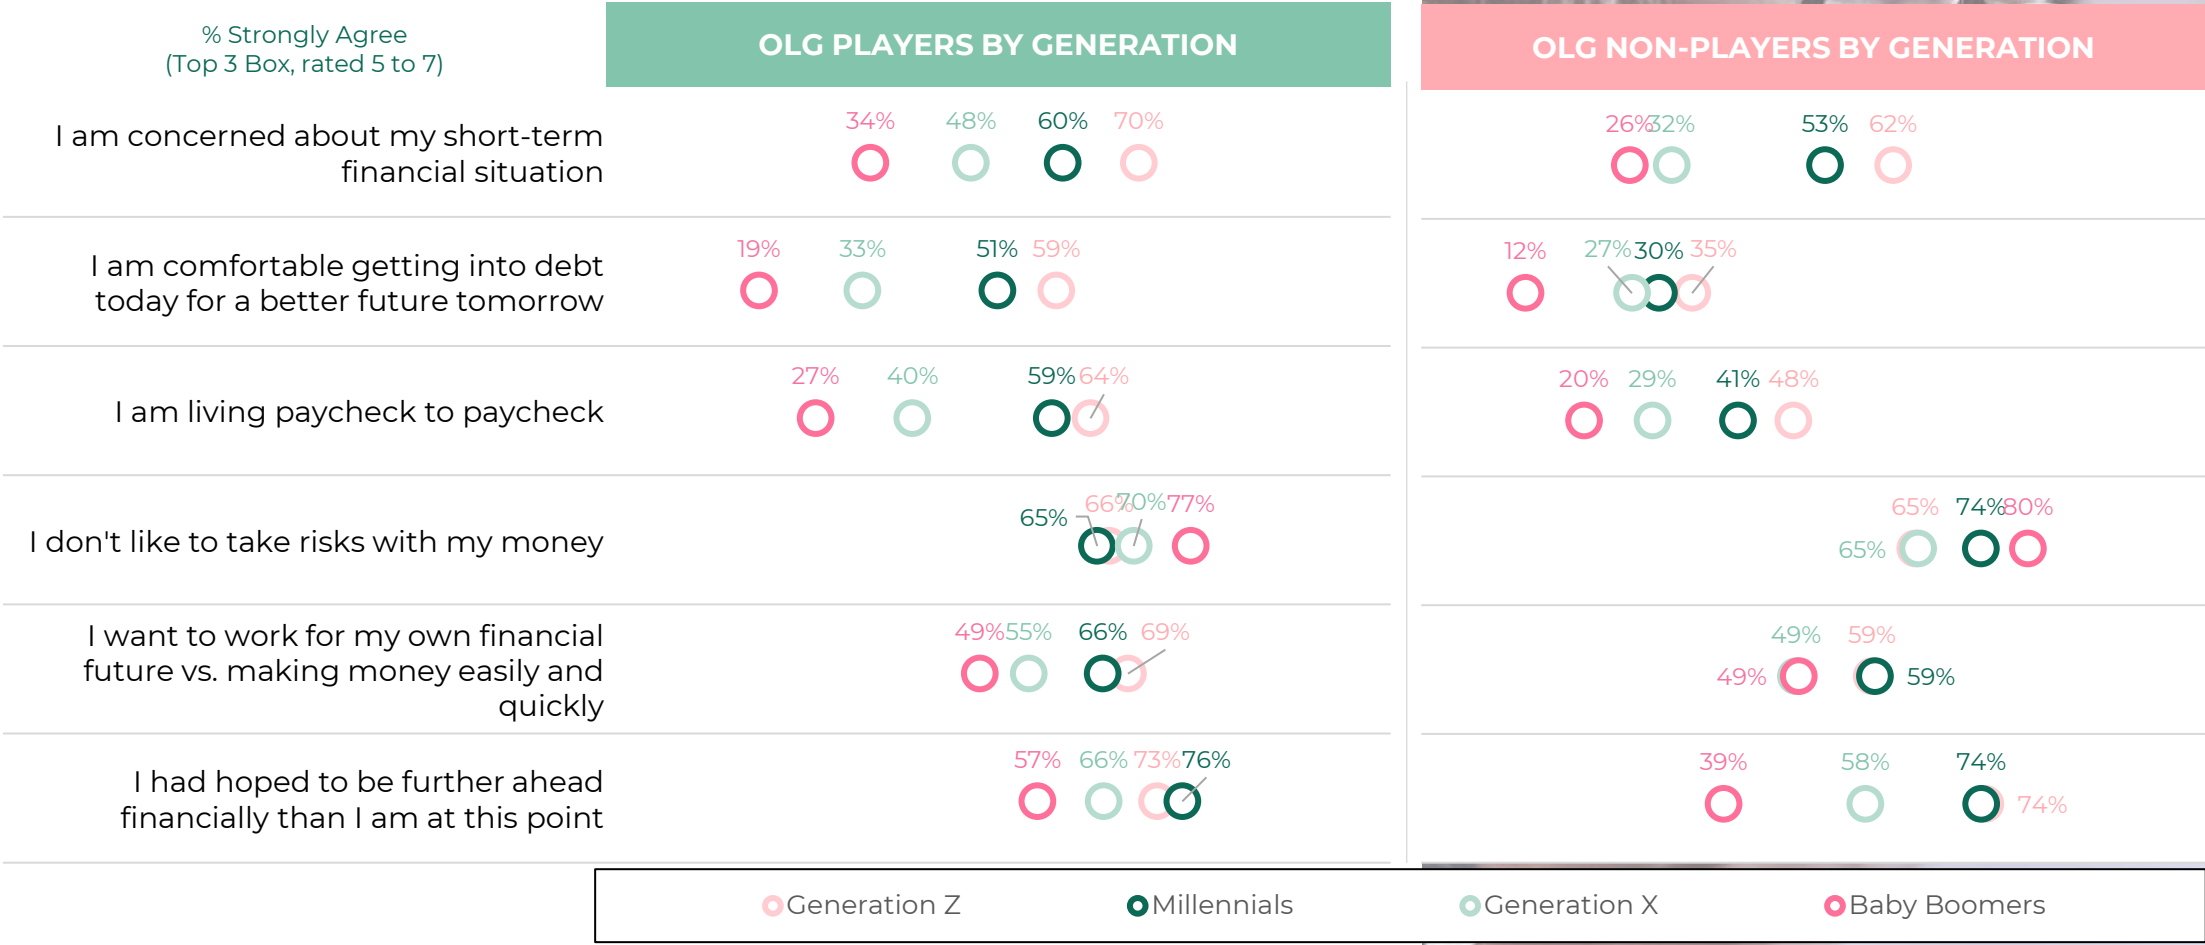 % Strongly Agree
(Top 3 Box, rated 5 to 7)
OLG PLAYERS BY GENERATION
OLG NON-PLAYERS BY GENERATION
I am concerned about my short-term
financial situation
34% 48% 60% 70%
26% 32% 53% 62%
I am comfortable getting into debt
today for a better future tomorrow
19% 33% 51% 59%
12% 27% 30% 35%
I am living paycheck to paycheck
27% 40% 59% 64%
20% 29% 41% 48%
I don't like to take risks with my money
65% 66% 70% 77%
65% 65% 74% 80%
I want to work for my own financial
future vs. making money easily and
quickly
49% 55% 66% 69%
49% 49% 59% 59%
I had hoped to be further ahead
financially than I am at this point
57% 66% 73% 76%
39% 58% 74% 74%
Generation Z Millennials Generation X Baby Boomers